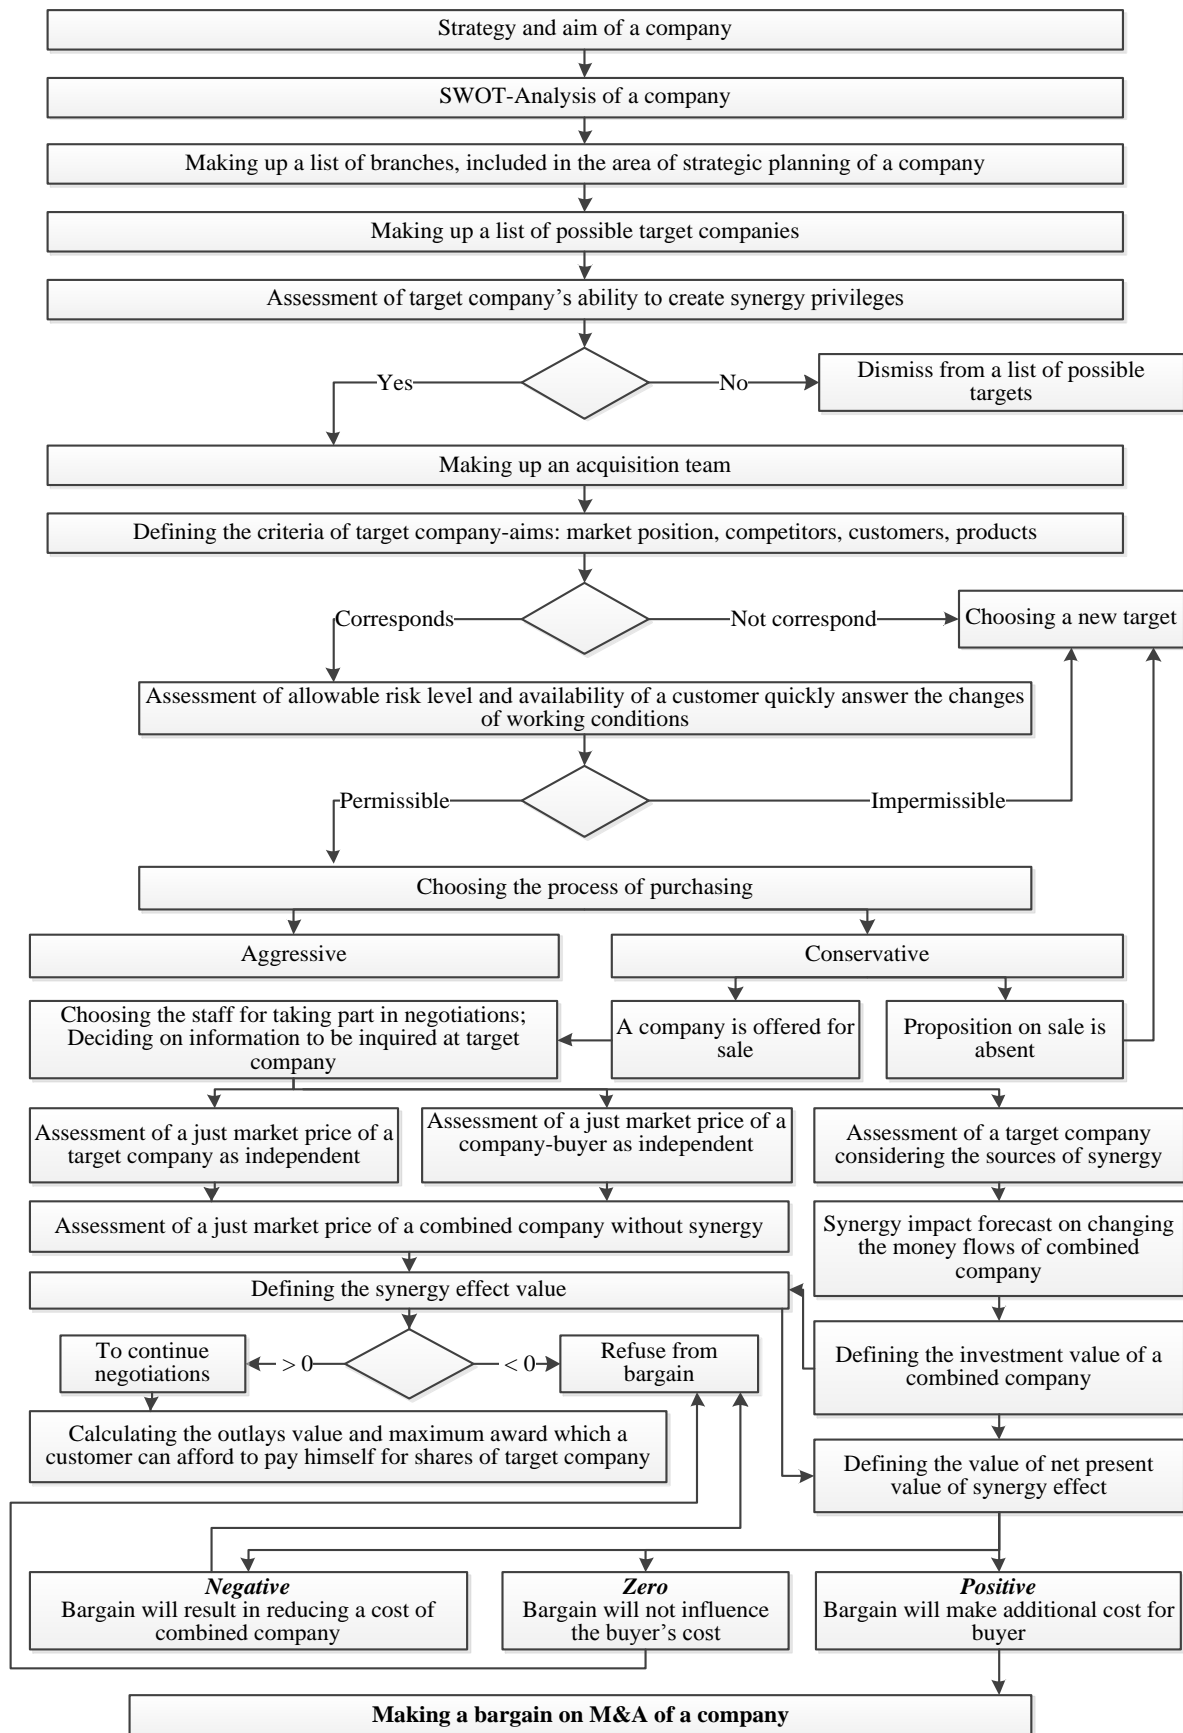 Strategy and aim of a company
SWOT-Analysis of a company
Making up a list of branches, included in the area of strategic planning of a company
Making up a list of possible target companies
Assessment of target company’s ability to create synergy privileges
Yes
No
Dismiss from a list of possible
targets
Making up an acquisition team
Defining the criteria of target company-aims: market position, competitors, customers, products
Corresponds
Not correspond
Choosing a new target
Assessment of allowable risk level and availability of a customer quickly answer the changes
of working conditions
Permissible
Impermissible
Choosing the process of purchasing
Aggressive
Conservative
Choosing the staff for taking part in negotiations;
Deciding on information to be inquired at target
company
A company is offered for
sale
Proposition on sale is
absent
Assessment of a just market price of a
target company as independent
Assessment of a just market price of a
company-buyer as independent
Assessment of a target company
considering the sources of synergy
Assessment of a just market price of a combined company without synergy
Synergy impact forecast on changing
the money flows of combined
company
Defining the synergy effect value
To continue
negotiations
> 0
< 0
Refuse from
bargain
Defining the investment value of a
combined company
Calculating the outlays value and maximum award which a
customer can afford to pay himself for shares of target company
Defining the value of net present
value of synergy effect
Negative
Bargain will result in reducing a cost of
combined company
Zero
Bargain will not influence
the buyer’s cost
Positive
Bargain will make additional cost for
buyer
Making a bargain on M&A of a company